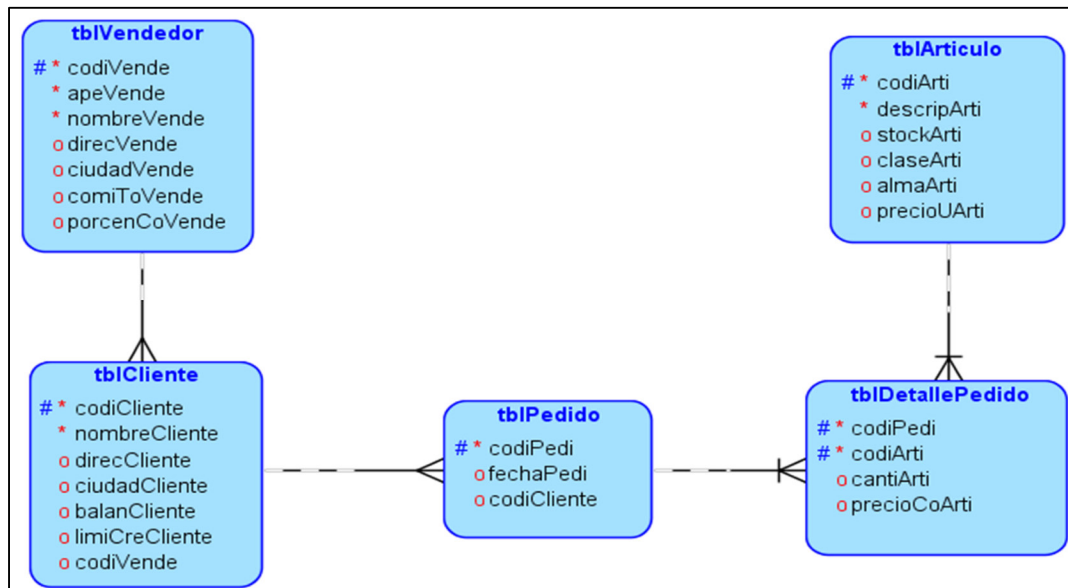 tblVendedor
# * codiVende
* apeVende
* nombreVende
o direcVende
o ciudadVende
o comiToVende
o porcenCoVende
tblArticulo
# * codiArti
* descripArti
o stockArti
o claseArti
o almaArti
o precioUArti
tblCliente
# * codiCliente
* nombreCliente
o direcCliente
o ciudadCliente
o balanCliente
o limiCreCliente
o codiVende
tblPedido
# * codiPedi
o fechaPedi
o codiCliente
tblDetallePedido
# * codiPedi
# * codiArti
o cantiArti
o precioCoArti